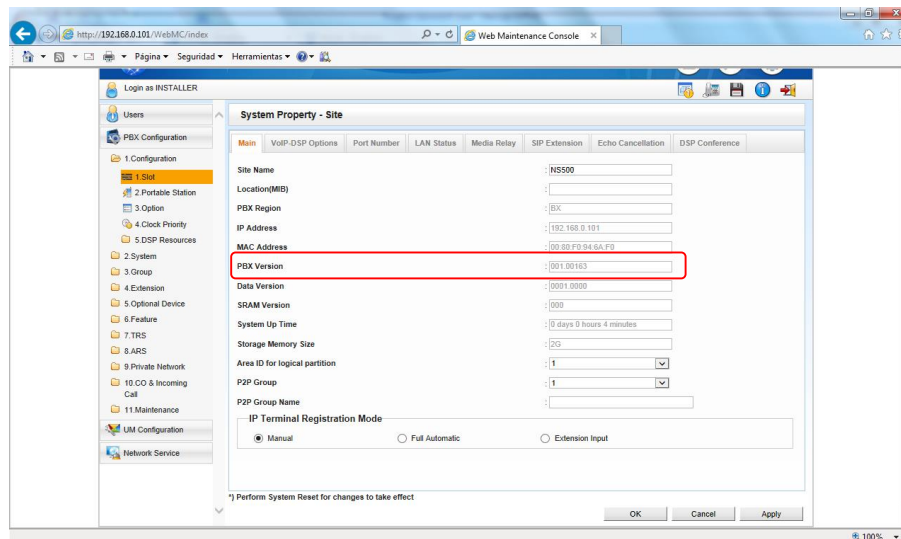 http://192.168.0.101/WebMC/index
Web Maintenance Console
Página Seguridad Herramientas
Login as INSTALLER
Users
PBX Configuration
1.Configuration
1.Slot
2.Portable Station
3.Option
4.Clock Priority
5.DSP Resources
2.System
3.Group
4.Extension
5.Optional Device
6.Feature
7.TRS
8.ARS
9.Private Network
10.CO & Incoming
Call
11.Maintenance
UM Configuration
Network Service
System Property - Site
Main VoIP-DSP Options Port Number LAN Status Media Relay SIP Extension Echo Cancellation DSP Conference
Site Name : NS500
Location(MIB) :
PBX Region : BX
IP Address : 192.168.0.101
MAC Address : 00:80:F0:94:6A:F0
PBX Version : 001.00163
Data Version : 0001.0000
SRAM Version : 000
System Up Time : 0 days 0 hours 4 minutes
Storage Memory Size : 2G
Area ID for logical partition : 1
P2P Group : 1
P2P Group Name :
IP Terminal Registration Mode
Manual Full Automatic Extension Input
*) Perform System Reset for changes to take effect
OK Cancel Apply
100%